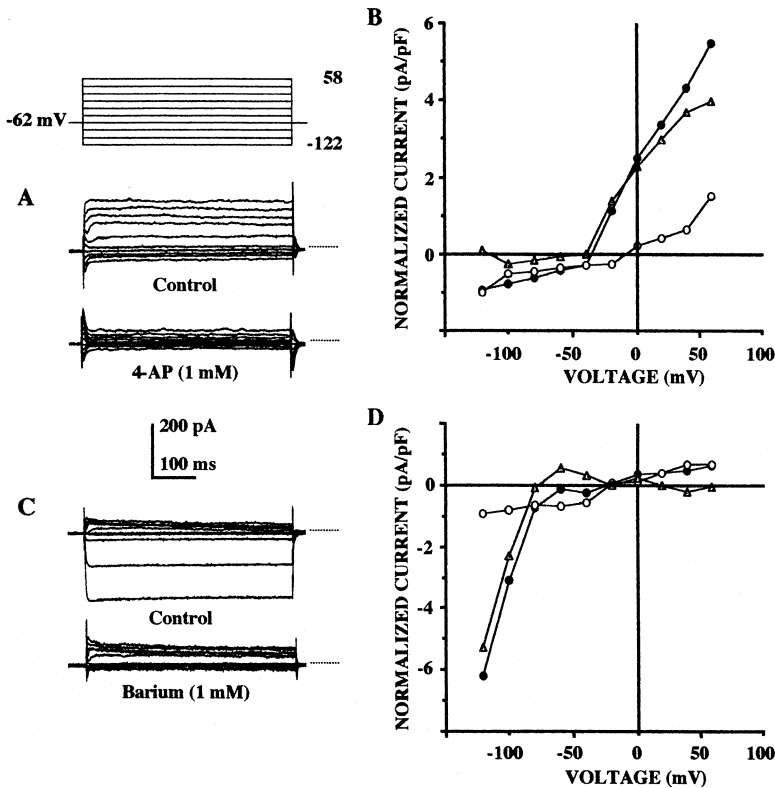 58
-62 mV
-122
A
Control
4-AP (1 mM)
200 pA
100 ms
C
Control
Barium (1 mM)
B
NORMALIZED CURRENT (pA/pF)
6
4
2
0
-100
-50
0
50
100
VOLTAGE (mV)
D
NORMALIZED CURRENT (pA/pF)
0
-2
-4
-6
-100
-50
0
50
100
VOLTAGE (mV)